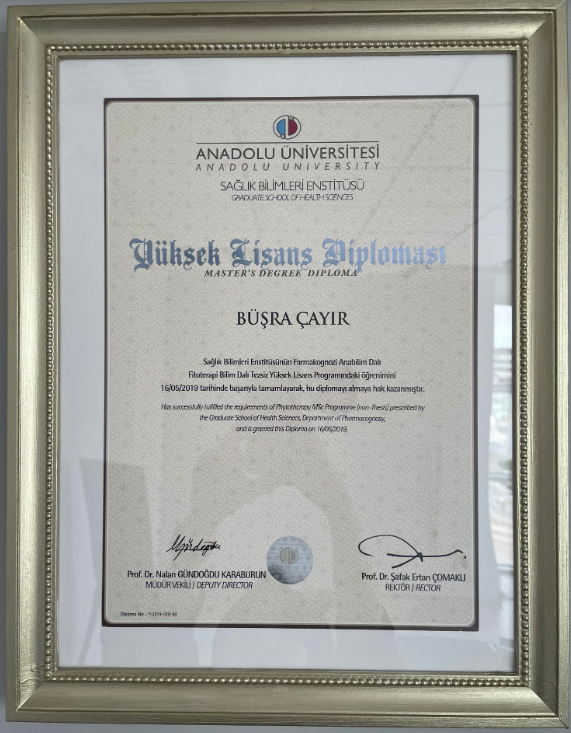 ANADOLU ÜNİVERSİTESİ
ANADOLU UNIVERSITY
SAĞLIK BİLİMLERİ ENSTİTÜSÜ
GRADUATE SCHOOL OF HEALTH SCIENCES
Yüksek Lisans Diploması
MASTER'S DEGREE DIPLOMA
BÜŞRA ÇAYIR
Sağlık Bilimleri Enstitüsünün Farmakognozi Anabilim Dalı
Fitoterapi Bilim Dalı Tezsiz Yüksek Lisans Programındaki öğrenimini
16/05/2019 tarihinde başarıyla tamamlayarak, bu diplomayı almaya hak kazanmıştır.
Has successfully fulfilled the requirements of Phytotherapy MSc Programme (non-Thesis) prescribed by
the Graduate School of Health Sciences, Department of Pharmacognosy,
and is granted this Diploma on 16/05/2019.
Prof. Dr. Nalan GÜNDOĞDU KARABURUN
MÜDÜR VEKİLİ / DEPUTY DIRECTOR
Prof. Dr. Şafak Ertan ÇOMAKLI
REKTÖR / RECTOR
Diploma No :